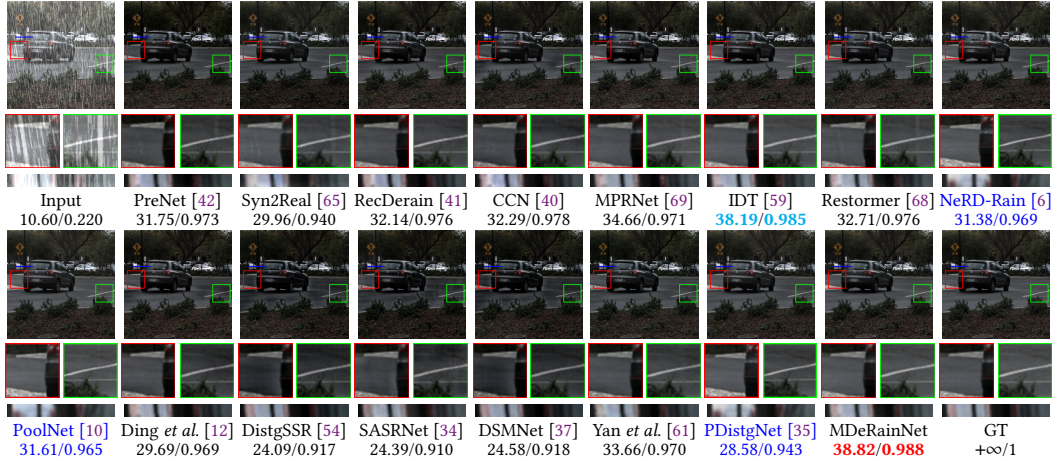 Input PreNet [42] Syn2Real [65] RecDerain [41] CCN [40] MPRNet [69] IDT [59] Restormer [68] NeRD-Rain [6]
10.60/0.220 31.75/0.973 29.96/0.940 32.14/0.976 32.29/0.978 34.66/0.971 38.19/0.985 32.71/0.976 31.38/0.969
PoolNet [10] Ding et al. [12] DistgSSR [54] SASRNet [34] DSMNet [37] Yan et al. [61] PDistgNet [35] MDeRainNet GT
31.61/0.965 29.69/0.969 24.09/0.917 24.39/0.910 24.58/0.918 33.66/0.970 28.58/0.943 38.82/0.988 +∞/1